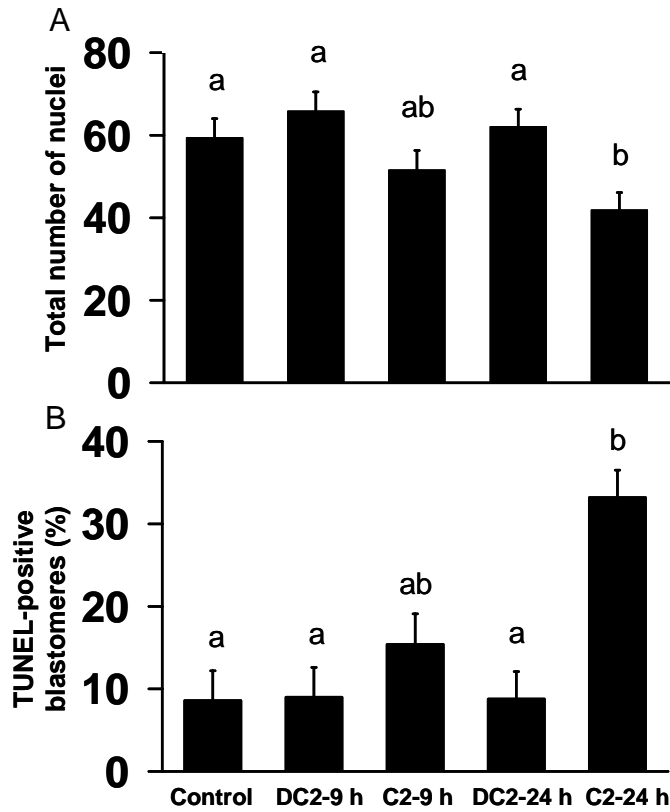 A
Total number of nuclei
80
60
40
20
0
a
a
ab
a
b
B
TUNEL-positive
blastomeres (%)
40
30
20
10
0
a
a
ab
a
b
Control DC2-9 h C2-9 h DC2-24 h C2-24 h